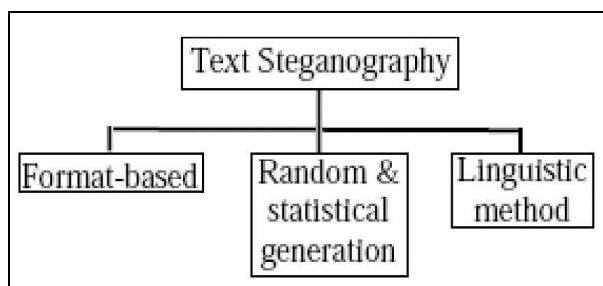 Text Steganography
Format-based
Random &
statistical
generation
Linguistic
method